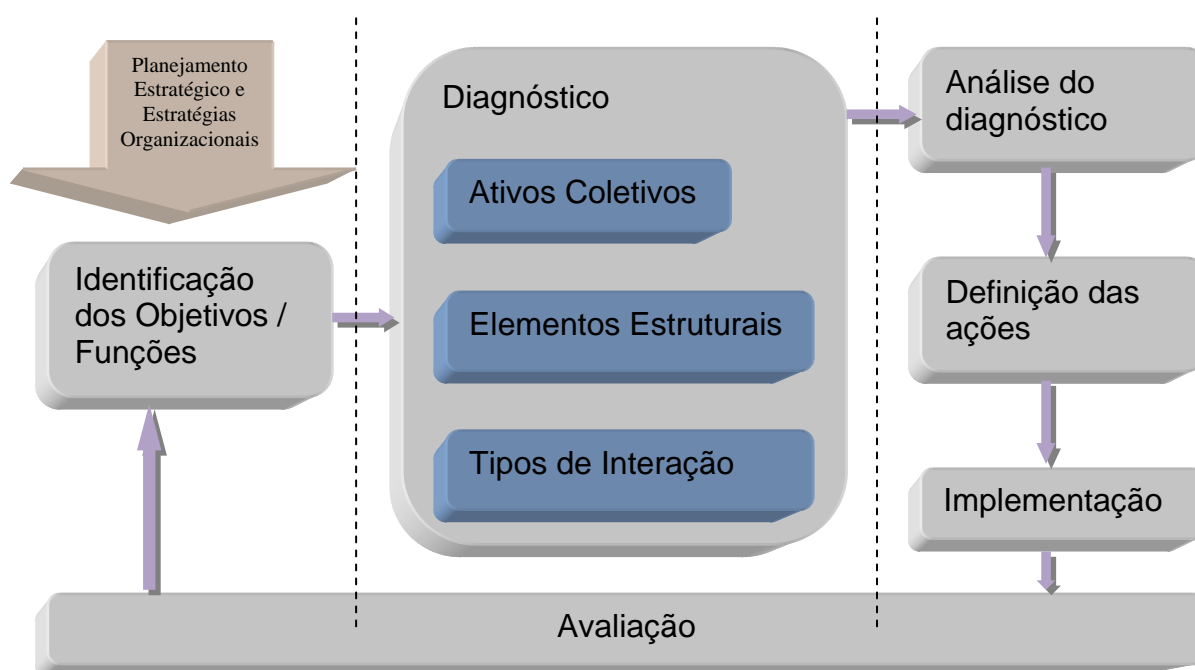 Planejamento
Estratégico e
Estratégias
Organizacionais
Identificação
dos Objetivos /
Funções
Diagnóstico
Ativos Coletivos
Elementos Estruturais
Tipos de Interação
Análise do
diagnóstico
Definição das
ações
Implementação
Avaliação